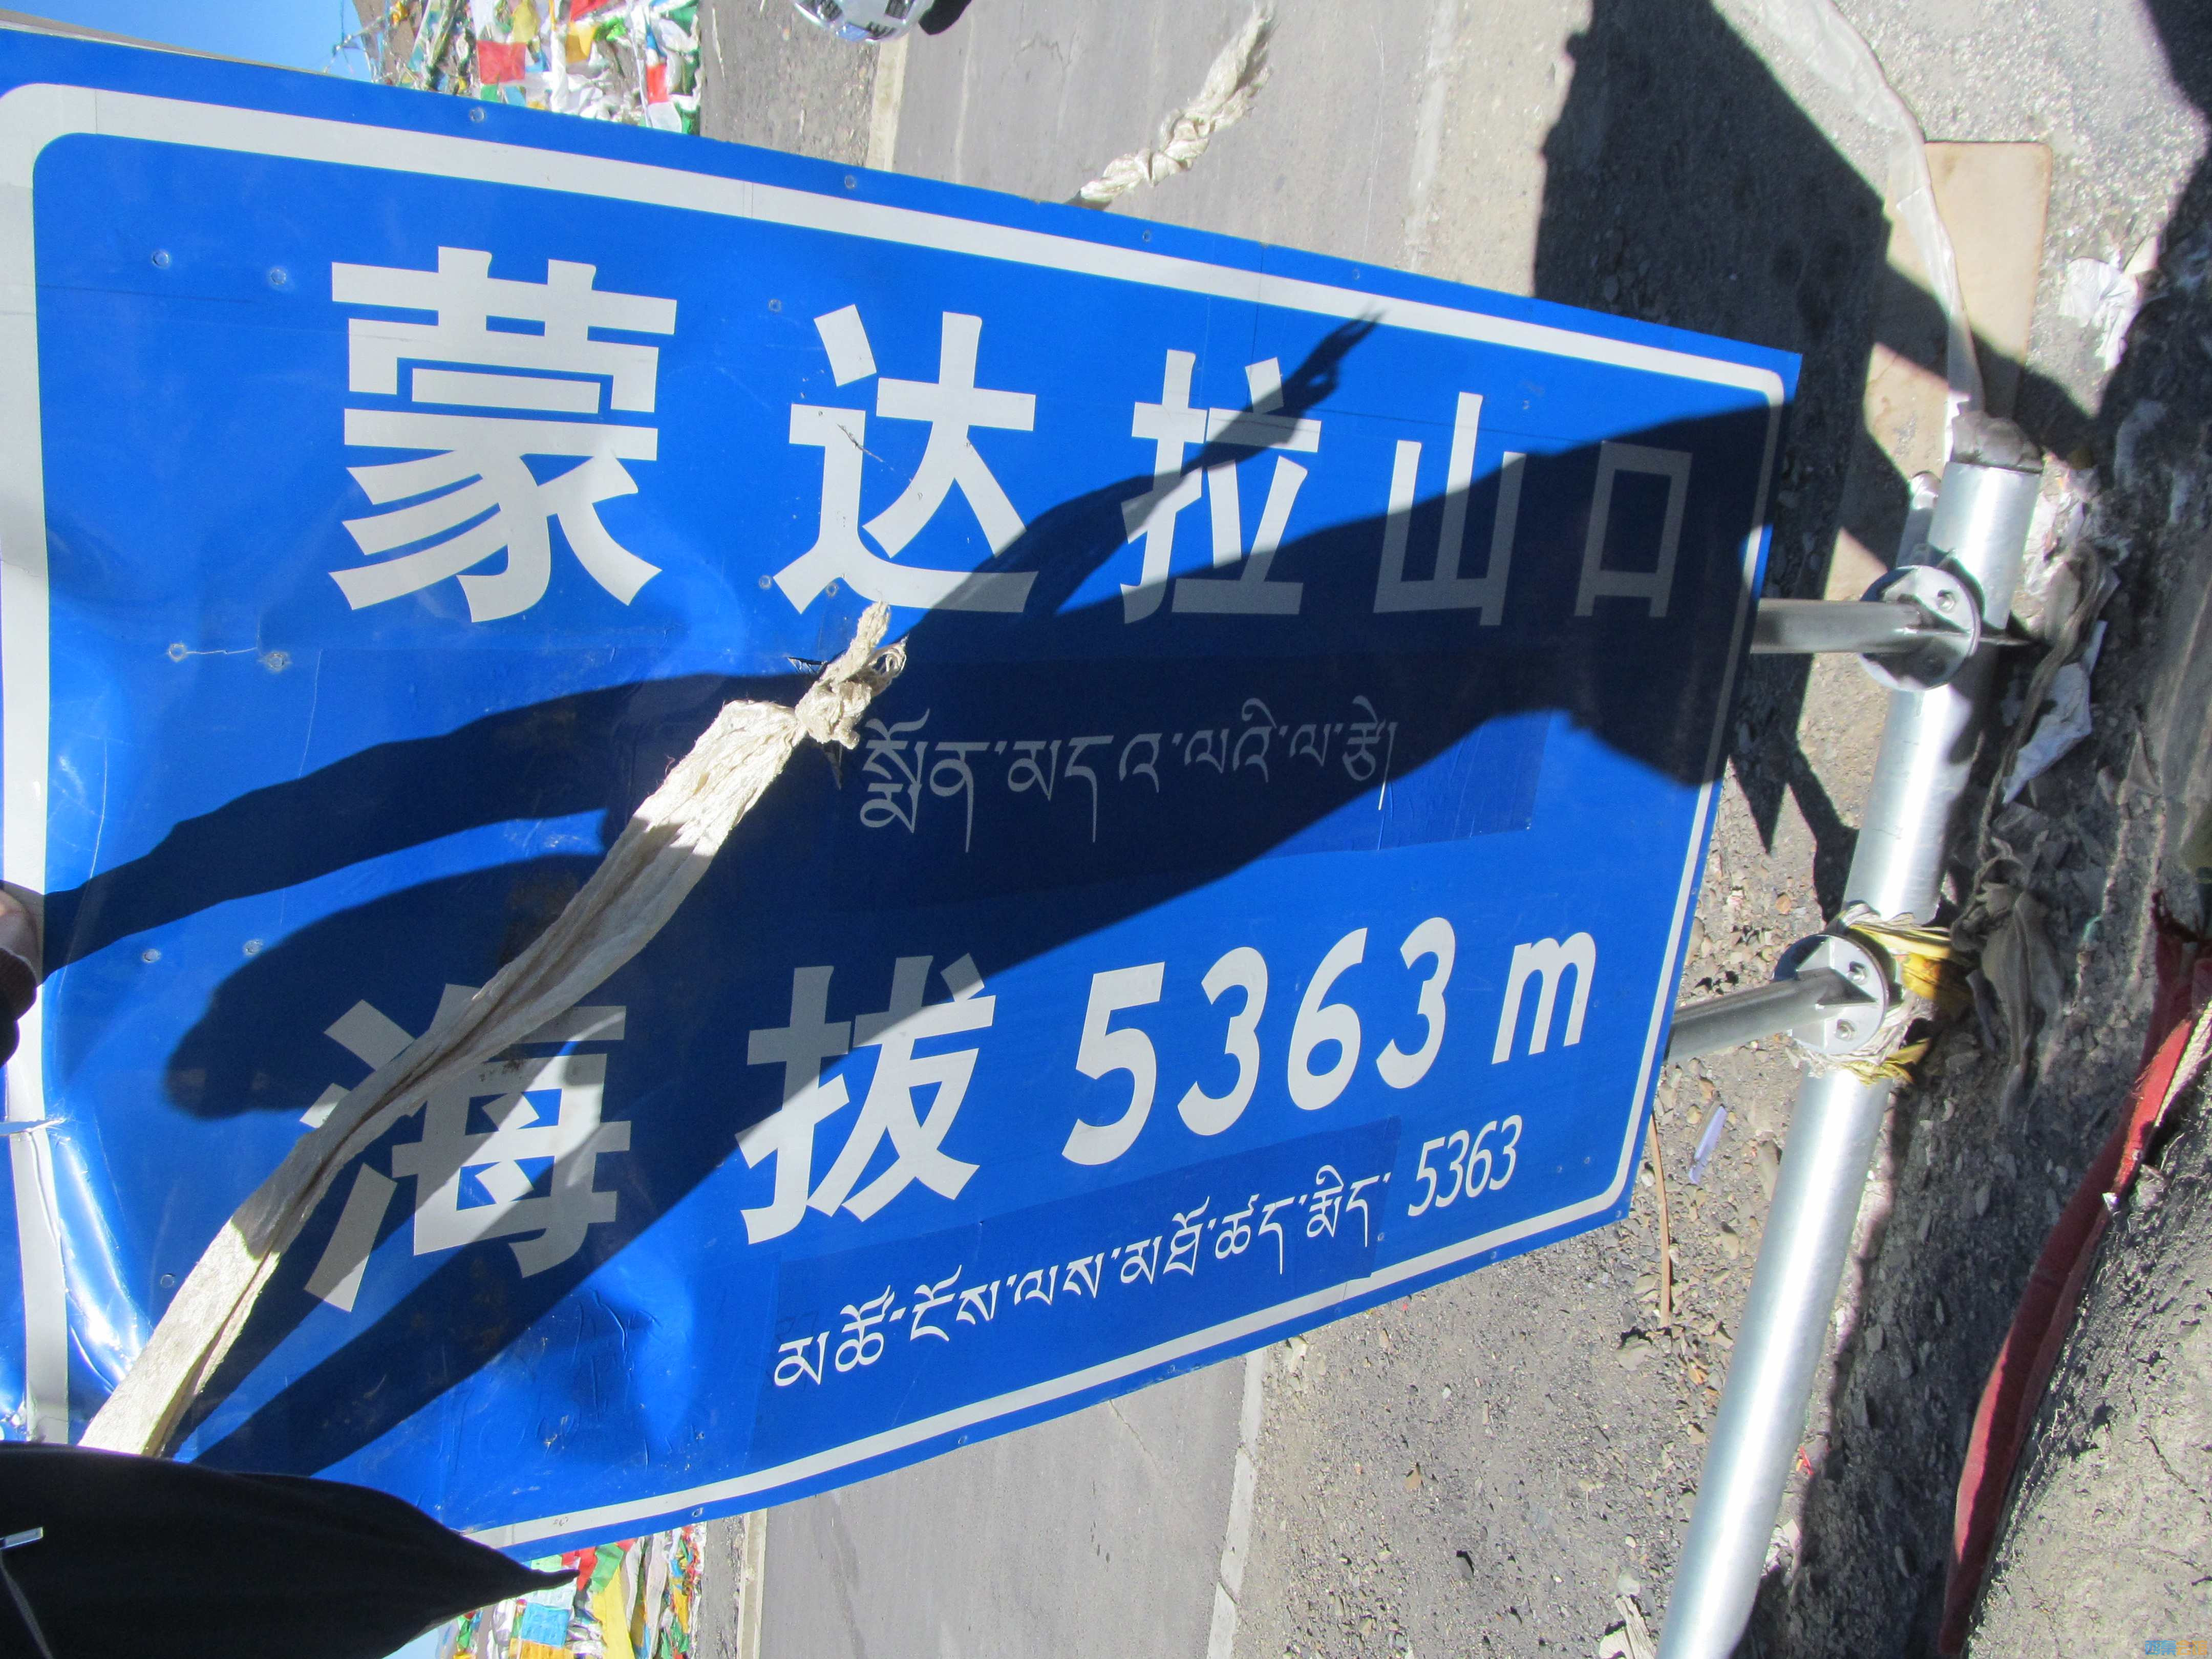 蒙达拉山口
སྨོན་མདའ་ལའི་ལ་རྩེ།
海拔5363m
མཚོ་ངོས་ལས་མཐོ་ཚད་སྨིད་ 5363